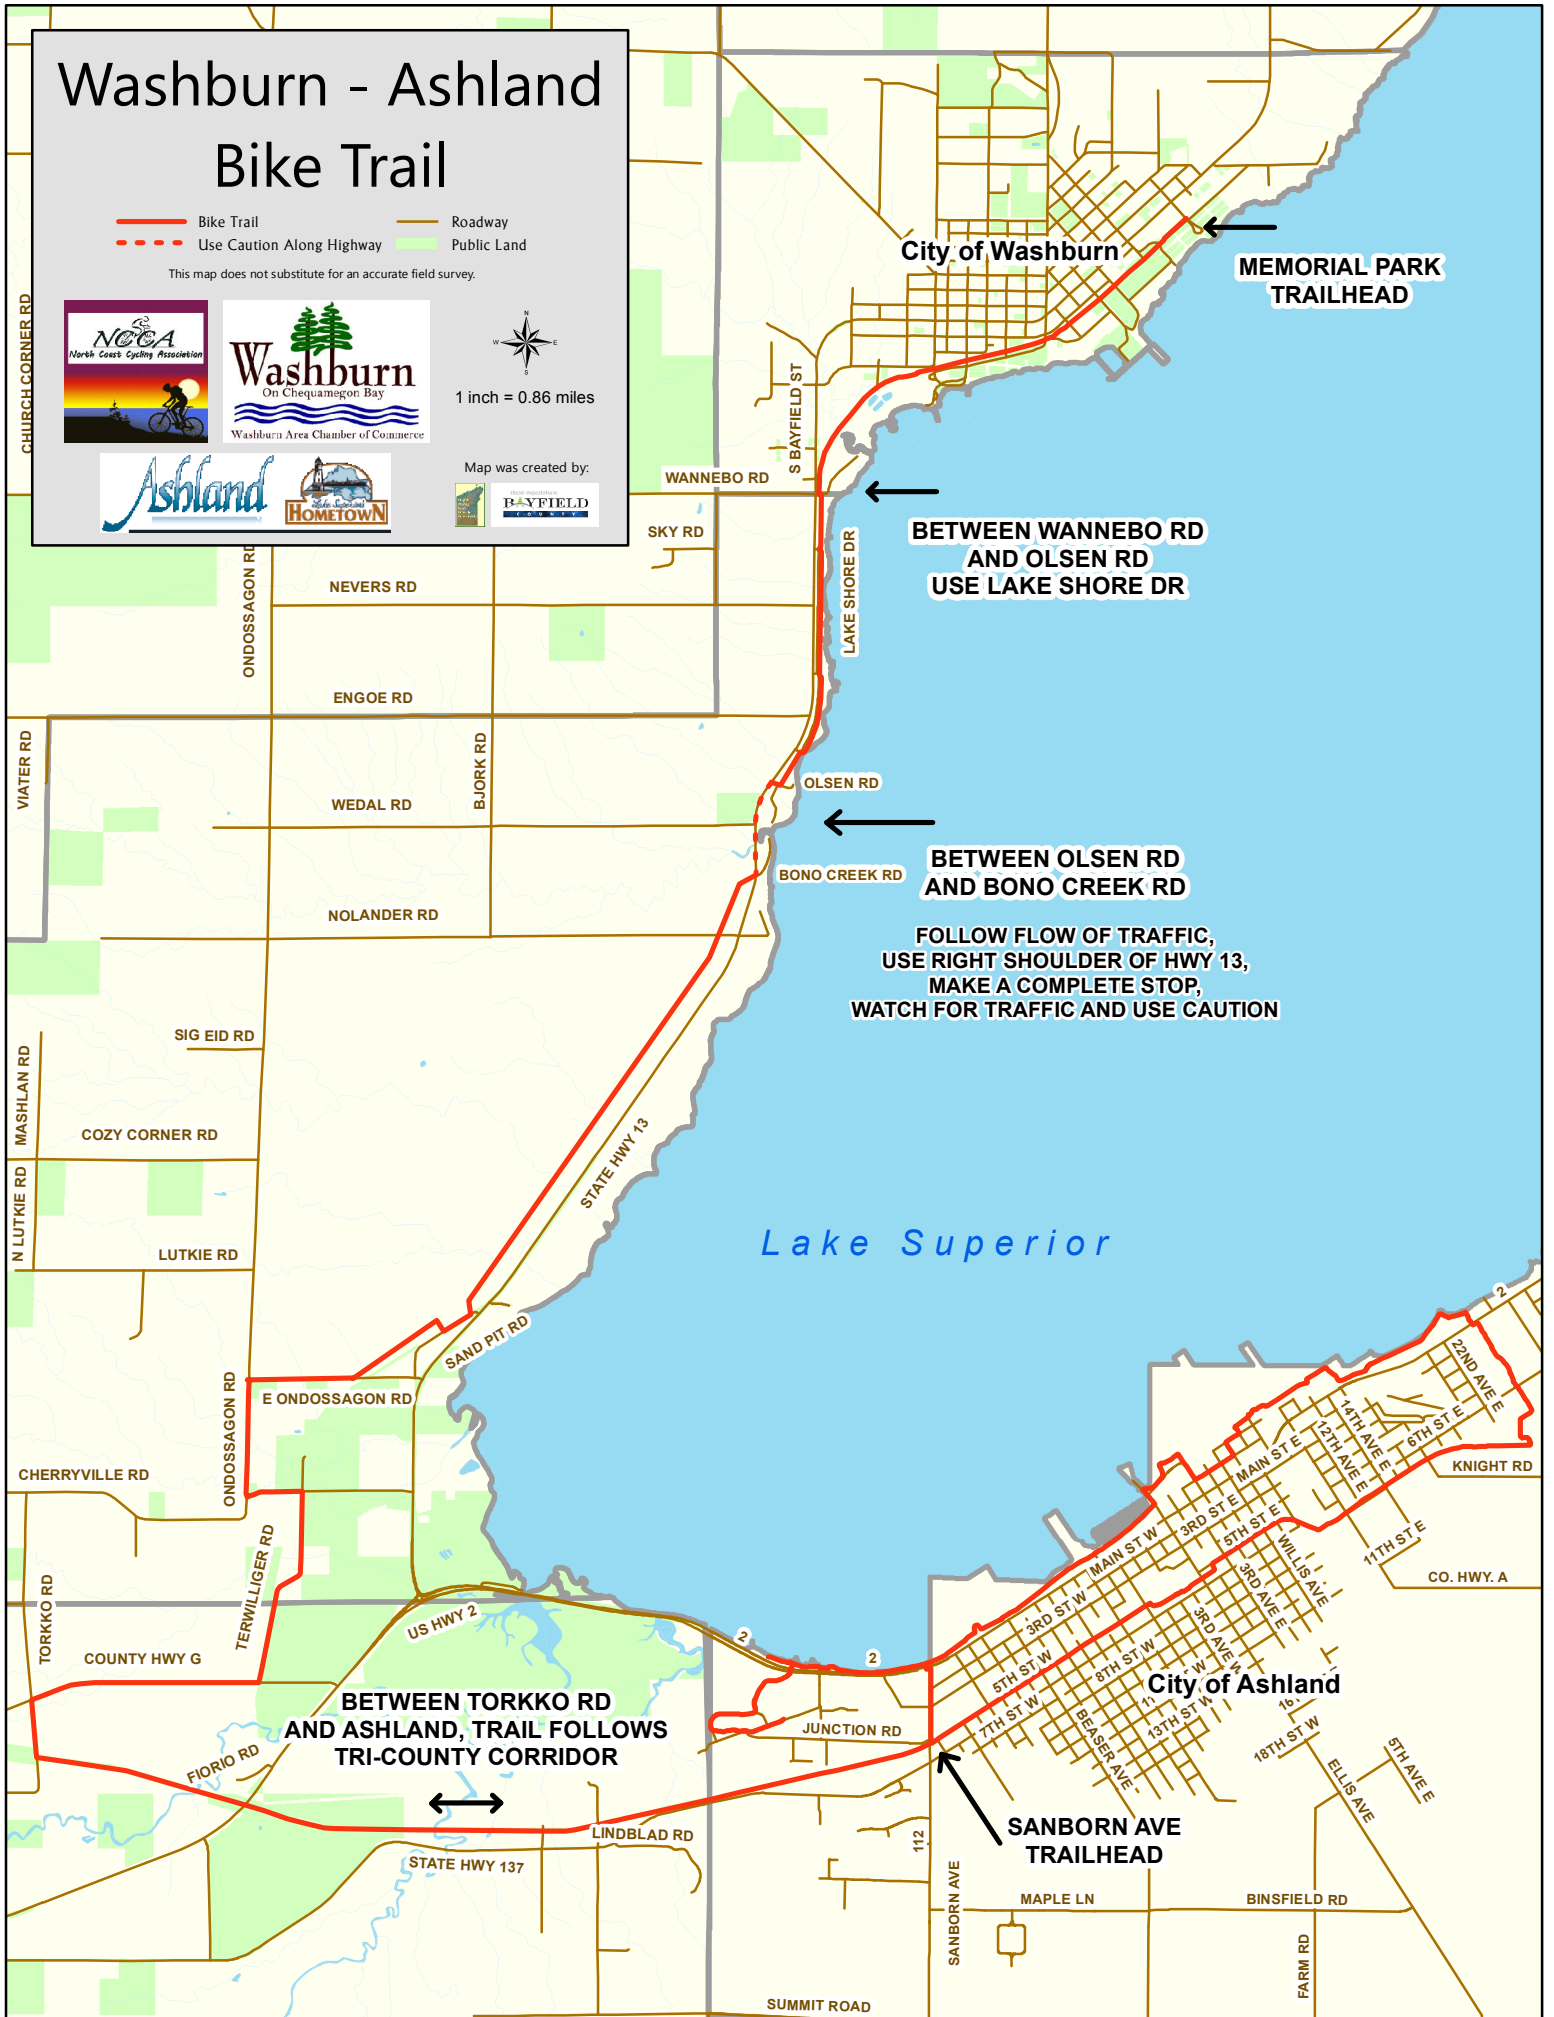 Washburn - Ashland
Bike Trail
Bike Trail
Roadway
Use Caution Along Highway
Public Land
This map does not substitute for an accurate field survey.
NCCA
North Coast Cycling Association
Washburn
On Chequamegon Bay
Washburn Area Chamber of Commerce
N
W
E
S
1 inch = 0.86 miles
Ashland
Lake Superior's
HOMETOWN
Map was created by:
BAYFIELD
COUNTY
City of Washburn
MEMORIAL PARK
TRAILHEAD
CHURCH CORNER RD
S BAYFIELD ST
WANNEBO RD
SKY RD
BETWEEN WANNEBO RD
AND OLSEN RD
USE LAKE SHORE DR
LAKE SHORE DR
ONDOSSAGON RD
NEVERS RD
ENGOE RD
VIATER RD
BJORK RD
WEDAL RD
OLSEN RD
BETWEEN OLSEN RD
AND BONO CREEK RD
BONO CREEK RD
NOLANDER RD
FOLLOW FLOW OF TRAFFIC,
USE RIGHT SHOULDER OF HWY 13,
MAKE A COMPLETE STOP,
WATCH FOR TRAFFIC AND USE CAUTION
SIG EID RD
MASHLAN RD
COZY CORNER RD
N LUTKIE RD
STATE HWY 13
LUTKIE RD
Lake Superior
SAND PIT RD
2
ONDOSSAGON RD
E ONDOSSAGON RD
22ND AVE E
14TH AVE E
12TH AVE E
6TH ST E
MAIN ST E
KNIGHT RD
CHERRYVILLE RD
3RD ST E
5TH ST E
MAIN ST W
WILLIS AVE
11TH ST E
CO. HWY. A
TERWILLIGER RD
TORKKO RD
US HWY 2
3RD ST W
3RD AVE E
3RD AVE W
2
2
COUNTY HWY G
5TH ST W
8TH ST W
City of Ashland
BETWEEN TORKKO RD
AND ASHLAND, TRAIL FOLLOWS
TRI-COUNTY CORRIDOR
JUNCTION RD
7TH ST W
BEASER AVE
13TH ST W
18TH ST W
FIORIO RD
ELLIS AVE
5TH AVE E
SANBORN AVE
TRAILHEAD
LINDBLAD RD
112
STATE HWY 137
SANBORN AVE
MAPLE LN
BINSFIELD RD
FARM RD
SUMMIT ROAD